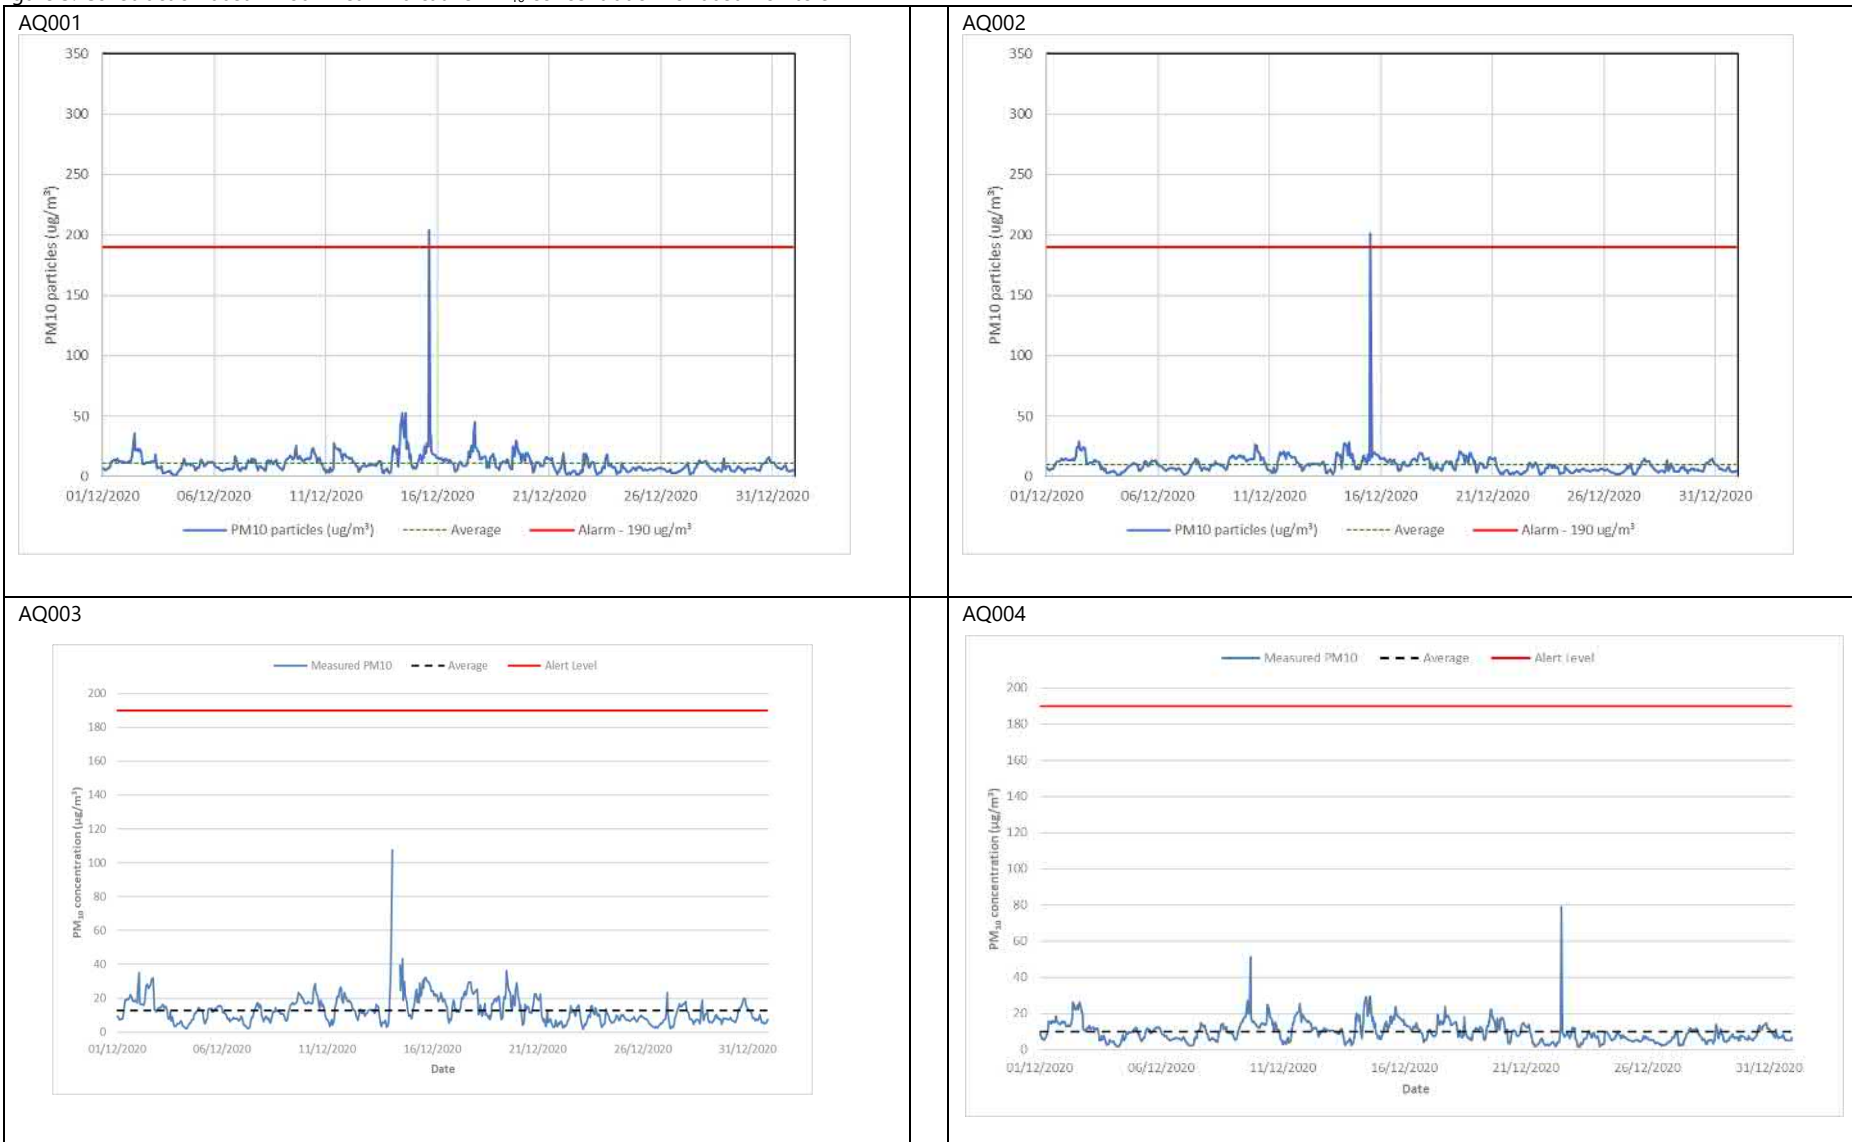 AQ001
350
300
250
200
150
100
50
0
PM10 particles (ug/m³)
01/12/2020 06/12/2020 11/12/2020 16/12/2020 21/12/2020 26/12/2020 31/12/2020
PM10 particles (ug/m³) Average Alarm - 190 ug/m³
AQ002
350
300
250
200
150
100
50
0
PM10 particles (ug/m³)
01/12/2020 06/12/2020 11/12/2020 16/12/2020 21/12/2020 26/12/2020 31/12/2020
PM10 particles (ug/m³) Average Alarm - 190 ug/m³
AQ003
Measured PM10 Average Alert Level
200
180
160
140
120
100
80
60
40
20
0
PM₁₀ concentration (µg/m³)
01/12/2020 06/12/2020 11/12/2020 16/12/2020 21/12/2020 26/12/2020 31/12/2020
Date
AQ004
Measured PM10 Average Alert Level
200
180
160
140
120
100
80
60
40
20
0
PM₁₀ concentration (µg/m³)
01/12/2020 06/12/2020 11/12/2020 16/12/2020 21/12/2020 26/12/2020 31/12/2020
Date